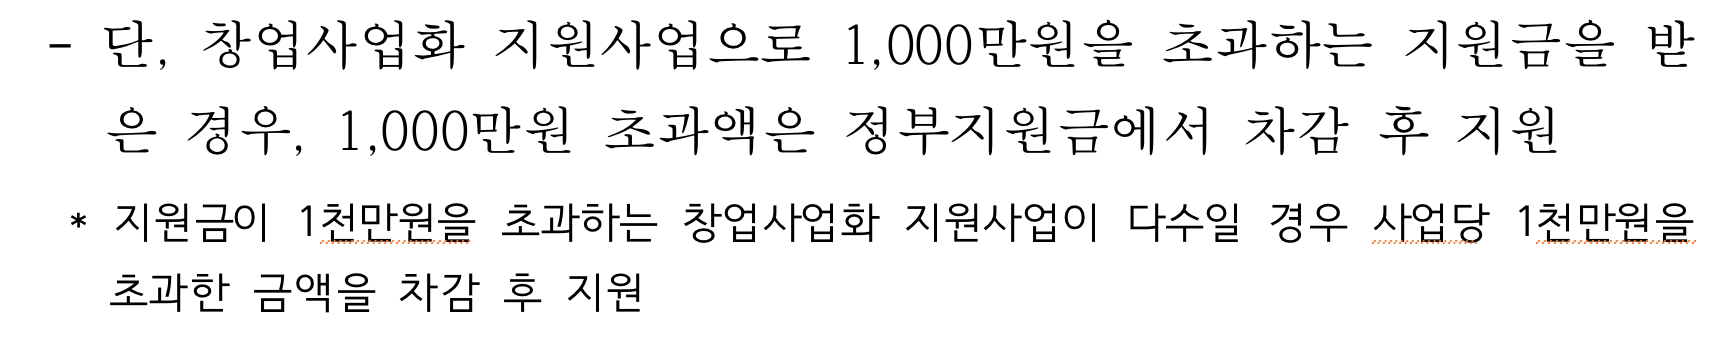 - 단, 창업사업화 지원사업으로 1,000만원을 초과하는 지원금을 받
은 경우, 1,000만원 초과액은 정부지원금에서 차감 후 지원
* 지원금이 1천만원을 초과하는 창업사업화 지원사업이 다수일 경우 사업당 1천만원을
초과한 금액을 차감 후 지원